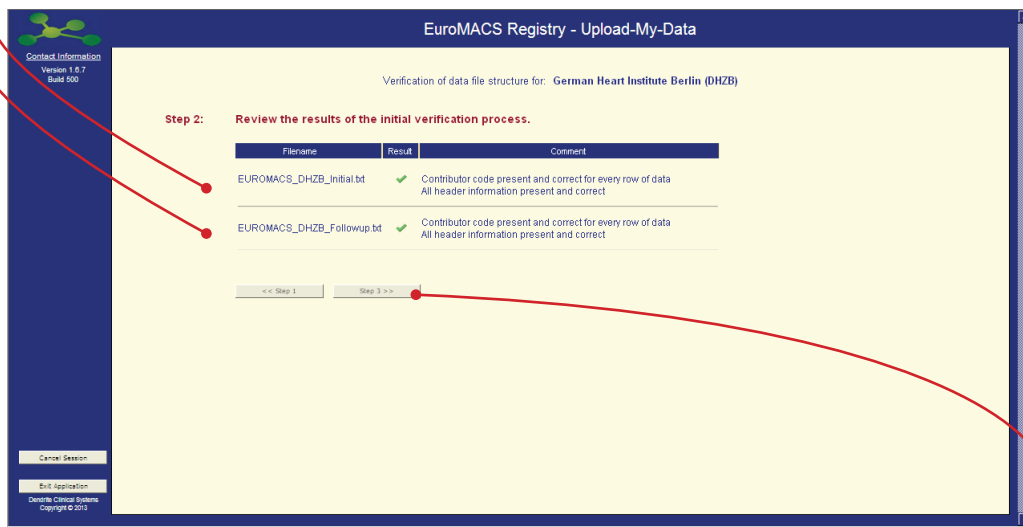 EuroMACS Registry - Upload-My-Data
Contact Information
Version 1.6.7
Build 500
Verification of data file structure for: German Heart Institute Berlin (DHZB)
Step 2: Review the results of the initial verification process.
Filename Result Comment
EUROMACS_DHZB_Initial.txt Contributor code present and correct for every row of data
All header information present and correct
EUROMACS_DHZB_Followup.txt Contributor code present and correct for every row of data
All header information present and correct
<< Step 1 Step 3 >>
Cancel Session
Exit Application
Dendrite Clinical Systems
Copyright © 2013